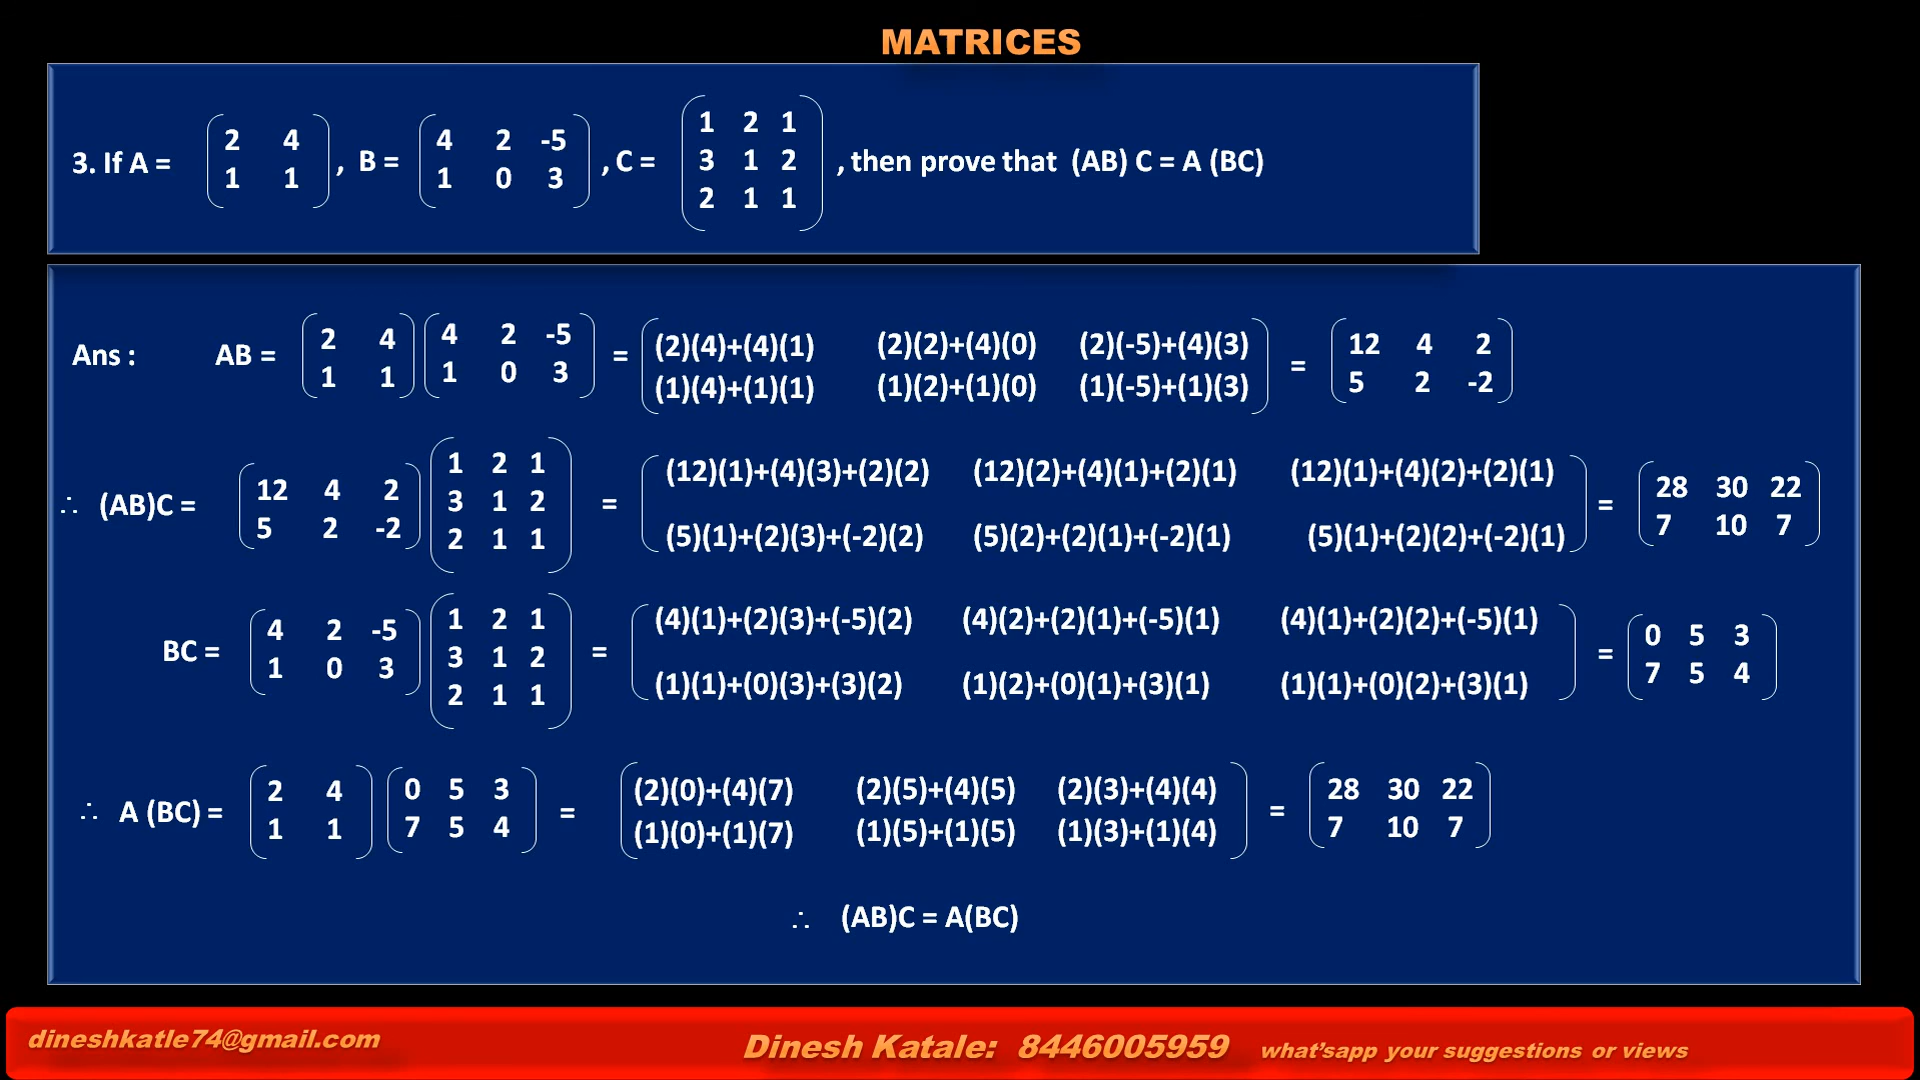 MATRICES
3. If A = 2 4 , B = 4 2 -5 , C = 1 2 1 , then prove that (AB) C = A (BC)
1 1 1 0 3 3 1 2
2 1 1
Ans : AB = 2 4 4 2 -5 = (2)(4)+(4)(1) (2)(2)+(4)(0) (2)(-5)+(4)(3) = 12 4 2
1 1 1 0 3 (1)(4)+(1)(1) (1)(2)+(1)(0) (1)(-5)+(1)(3) 5 2 -2
∴ (AB)C = 12 4 2 1 2 1 = (12)(1)+(4)(3)+(2)(2) (12)(2)+(4)(1)+(2)(1) (12)(1)+(4)(2)+(2)(1) = 28 30 22
5 2 -2 3 1 2 (5)(1)+(2)(3)+(-2)(2) (5)(2)+(2)(1)+(-2)(1) (5)(1)+(2)(2)+(-2)(1) 7 10 7
2 1 1
BC = 4 2 -5 1 2 1 = (4)(1)+(2)(3)+(-5)(2) (4)(2)+(2)(1)+(-5)(1) (4)(1)+(2)(2)+(-5)(1) = 0 5 3
1 0 3 3 1 2 (1)(1)+(0)(3)+(3)(2) (1)(2)+(0)(1)+(3)(1) (1)(1)+(0)(2)+(3)(1) 7 5 4
2 1 1
∴ A (BC) = 2 4 0 5 3 = (2)(0)+(4)(7) (2)(5)+(4)(5) (2)(3)+(4)(4) = 28 30 22
1 1 7 5 4 (1)(0)+(1)(7) (1)(5)+(1)(5) (1)(3)+(1)(4) 7 10 7
∴ (AB)C = A(BC)
dineshkatle74@gmail.com Dinesh Katale: 8446005959 what'sapp your suggestions or views